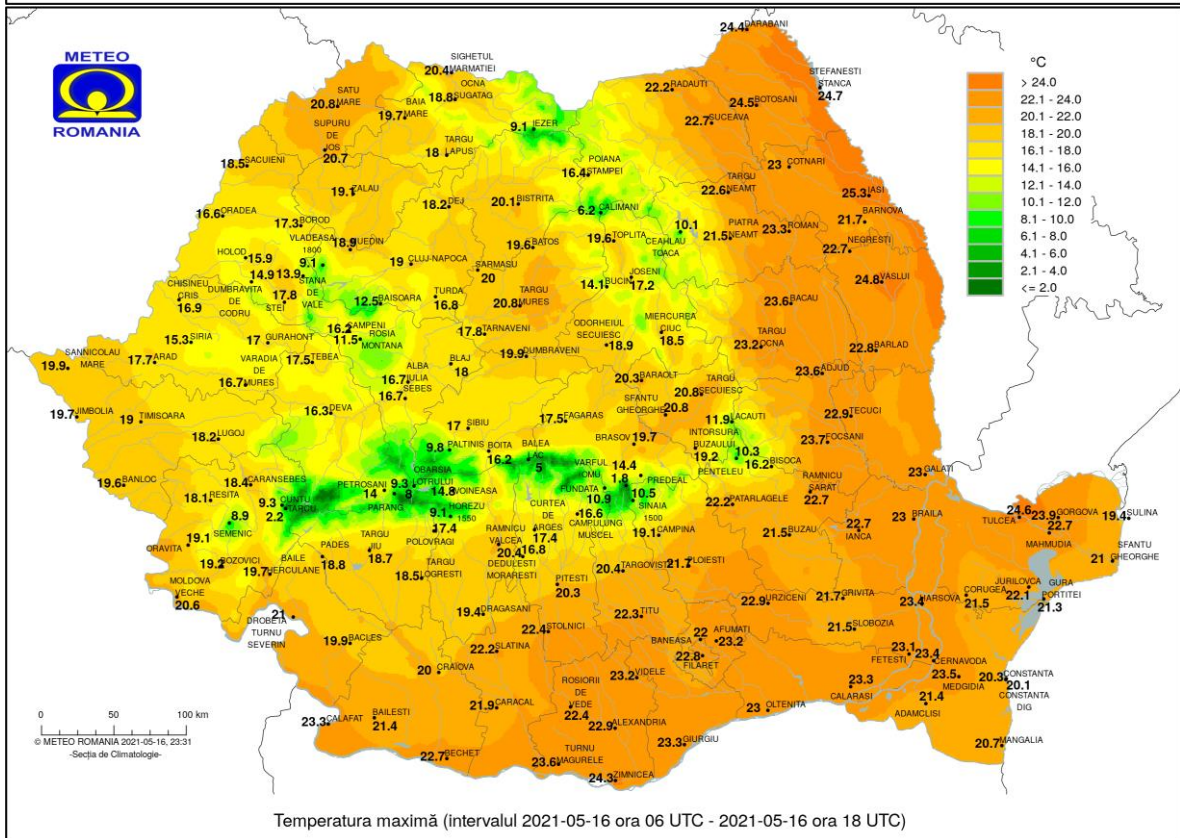 METEO
ROMANIA
°C
> 24.0
22.1 - 24.0
20.1 - 22.0
18.1 - 20.0
16.1 - 18.0
14.1 - 16.0
12.1 - 14.0
10.1 - 12.0
8.1 - 10.0
6.1 - 8.0
4.1 - 6.0
2.1 - 4.0
<= 2.0
24.4 DARABANI
SIGHETUL
20.4 MARMATIEI
STEFANESTI
STANCA
24.7
OCNA
18.8 SUGATAG
22.2 RADAUTI
SATU
20.8 MARE
BAIA
19.7 MARE
24.5 BOTOSANI
22.7 SUCEAVA
SUPURU
DE
JOS
20.7
9.1 IEZER
TARGU
18 LAPUS
18.5 SACUIENI
POIANA
16.4 STAMPEI
23 COTNARI
19.1 ZALAU
TARGU
22.6 NEAMT
25.3 IASI
16.6 ORADEA
17.3 BOROD
18.2 DEJ
20.1 BISTRITA
6.2 CALIMANI
10.1
CEAHLAU
TOACA
PIATRA
21.5 NEAMT
23.3 ROMAN
BARNOVA
21.7
NEGRESTI
22.7
VLADEASA
1800
9.1
18.9 HUEDIN
19.6 BATOS
19.6 TOPLITA
HOLOD
15.9
19 CLUJ-NAPOCA
SARMASU
20
14.9
DUMBRAVITA
DE
CODRU
13.9
STANA
DE
VALE
JOSENI
17.2
14.1 BUCIN
24.8 VASLUI
CHISINEU
CRIS
16.9
17.8
STEI
12.5 BAISOARA
TURDA
16.8
TARGU
20.8 MURES
23.6 BACAU
15.3 SIRIA
17 GURAHONT
16.2 CAMPENI
11.5
ROSIA
MONTANA
17.8 TARNAVENI
ODORHEIUL
SECUIESC
18.9
MIERCUREA
CIUC
18.5
TARGU
23.2 OCNA
22.8 BARLAD
SANNICOLAU
MARE
19.9
17.7 ARAD
VARADIA
DE
16.7 MURES
17.5 TEBEA
BLAJ
18
19.9 DUMBRAVENI
23.6 ADJUD
ALBA
16.7 IULIA
SEBES
16.7
20.3 BARAOLT
TARGU
20.8 SECUIESC
19.7 JIMBOLIA
19 TIMISOARA
16.3 DEVA
17 SIBIU
17.5 FAGARAS
SFANTU
GHEORGHE 20.8
11.9 LACAUTI
22.9 TECUCI
18.2 LUGOJ
9.8 PALTINIS
BOITA
16.2
BALEA
LAC
5
BRASOV 19.7
INTORSURA
BUZAULUI
19.2
10.3
PENTELEU
16.2 BISOCA
23.7 FOCSANI
19.6 BANLOC
18.4 CARANSEBES
PETROSANI
14
OBARSIA
9.3 LOTRULUI
8
PARANG
14.8 VOINEASA
VARFUL
OMU
1.8
14.4
PREDEAL
FUNDATA
10.9
10.5
SINAIA
1500
RAMNICU
SARAT
22.7
23 GALATI
18.1 RESITA
9.3 CUNTU
2.2 TARCU
8.9
SEMENIC
HOREZU
9.1 1550
17.4
POLOVRAGI
CURTEA
DE
ARGES
17.4
16.6
CAMPULUNG
MUSCEL
22.2 PATARLAGELE
19.1
ORAVITA
19.2 BOZOVICI
BAILE
19.7 HERCULANE
PADES
18.8
TARGU
JIU
18.7
TARGU
18.5 LOGRESTI
RAMNICU
VALCEA
20.4
16.8
DEDULESTI
MORARESTI
19.1 CAMPINA
21.5 BUZAU
22.7
IANCA
23 BRAILA
24.6
TULCEA
23.9 GORGOVA
22.7
MAHMUDIA
19.4 SULINA
SFANTU
21 GHEORGHE
MOLDOVA
VECHE
20.6
20.4 TARGOVISTE
21.1 PLOIESTI
PITESTI
20.3
21
DROBETA
TURNU
SEVERIN
19.4 DRAGASANI
22.3 TITU
22.9 URZICENI
21.7 GRIVITA
23.4 HARSOVA
CORUGEA
21.5
JURILOVCA
22.1
GURA
PORTITEI
21.3
19.9 BACLES
22.4 STOLNICI
22.2 SLATINA
BANEASA 22
AFUMATI
23.2
22.8
FILARET
21.5 SLOBOZIA
20
CRAIOVA
23.2 VIDELE
23.1
FETESTI
23.4
CERNAVODA
23.5
MEDGIDIA
20.3 CONSTANTA
20.1
CONSTANTA
DIG
23.3
CALARASI
21.4
ADAMCLISI
23.3 CALAFAT
BAILESTI
21.4
21.9 CARACAL
ROSIORII
DE
VEDE
22.4
22.9 ALEXANDRIA
23 OLTENITA
22.7 BECHET
TURNU
23.6 MAGURELE
23.3 GIURGIU
20.7 MANGALIA
24.3 ZIMNICEA
0 50 100 km
© METEO ROMANIA 2021-05-16, 23:31
-Secția de Climatologie-
Temperatura maximă (intervalul 2021-05-16 ora 06 UTC - 2021-05-16 ora 18 UTC)